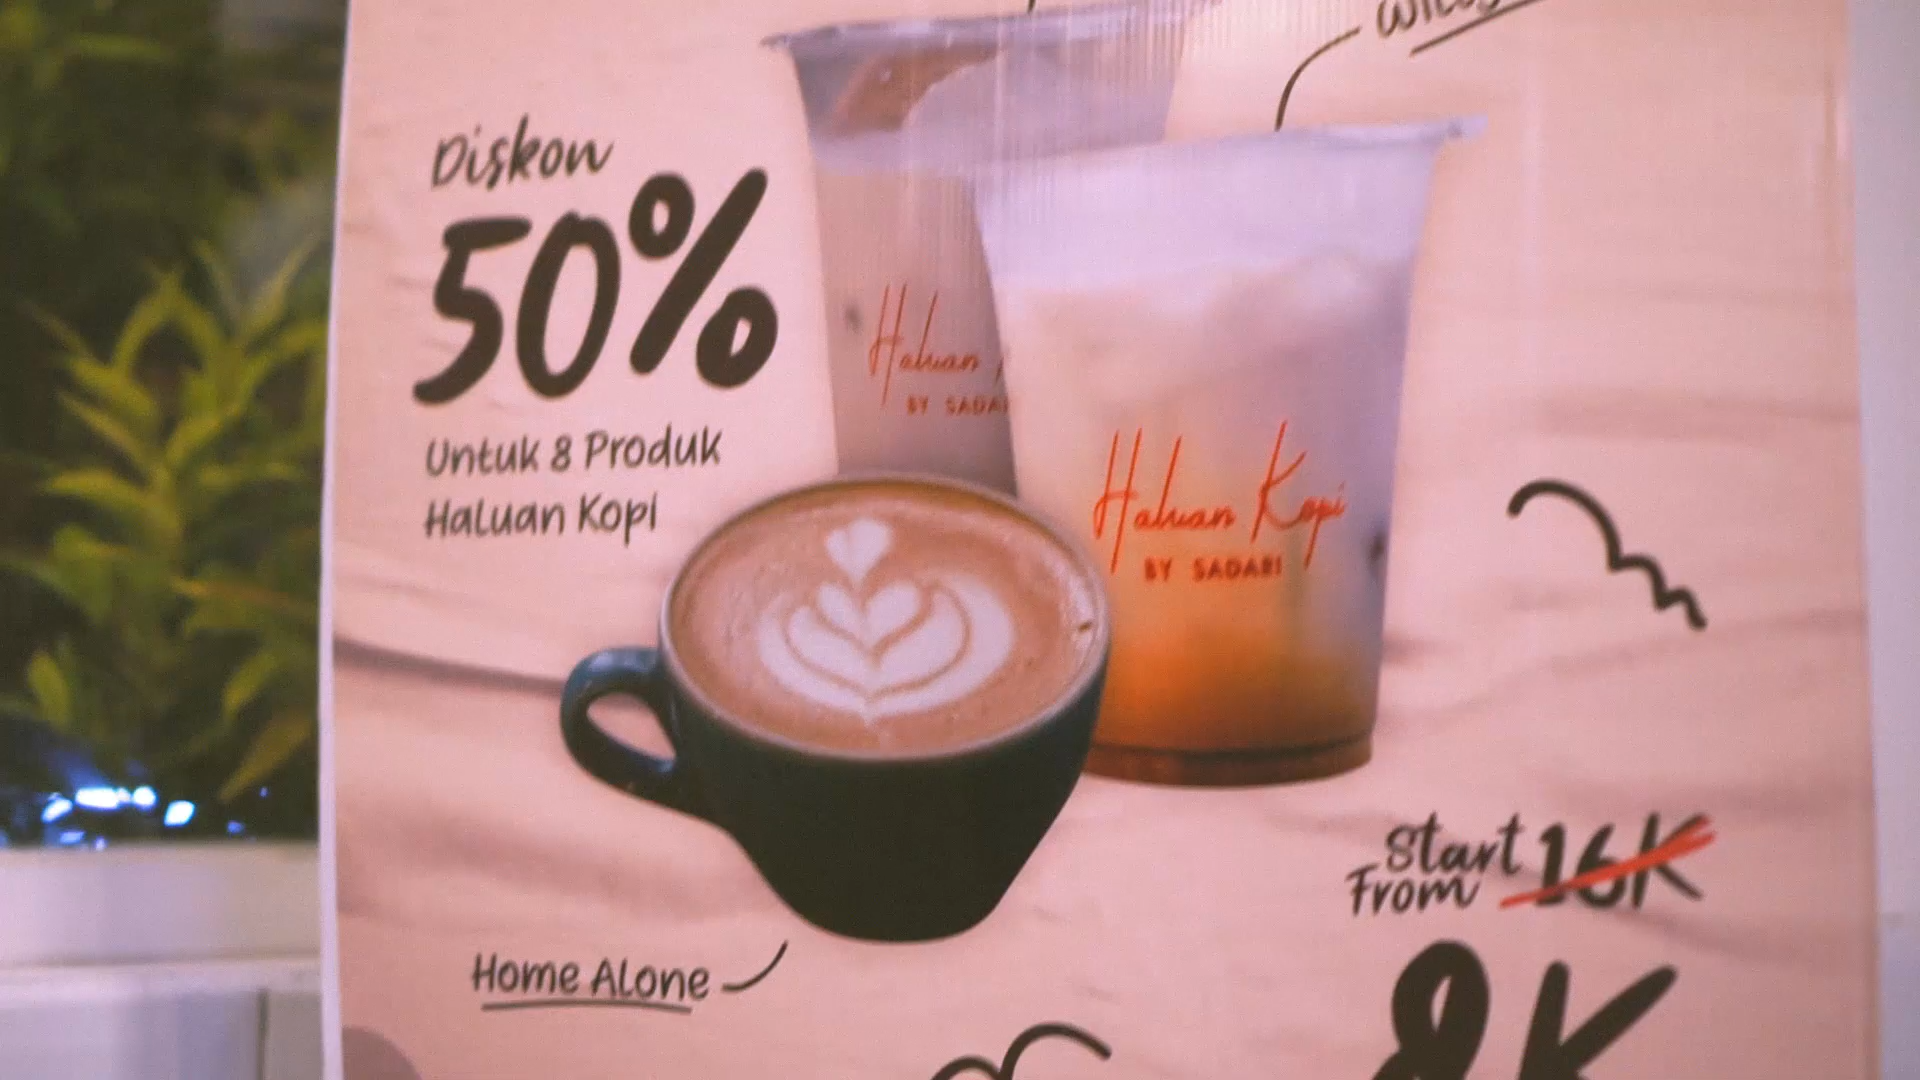 Diskon
50%
Untuk 8 Produk
Haluan Kopi
Haluan
BY SADARI
Haluan Kopi
BY SADARI
Start
From
16K
8K
Home Alone